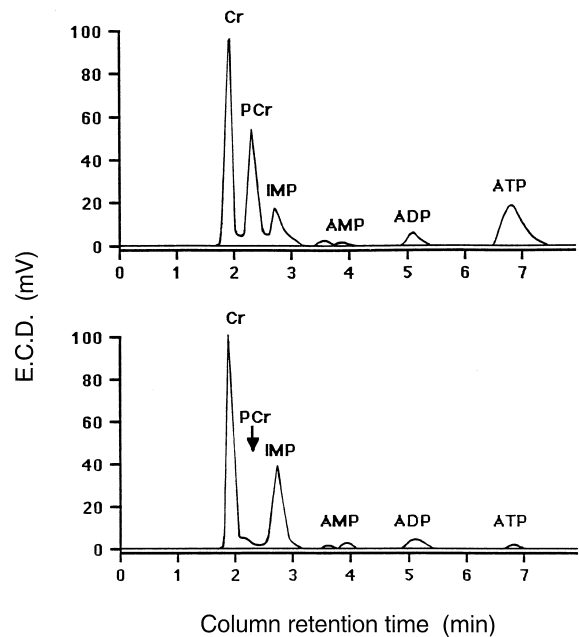 Cr
100
PCr
80
60
40
IMP
ATP
20
AMP
ADP
0
0 1 2 3 4 5 6 7
E.C.D. (mV)
Cr
100
80
PCr
60
IMP
40
20
AMP
ADP
ATP
0
0 1 2 3 4 5 6 7
Column retention time (min)